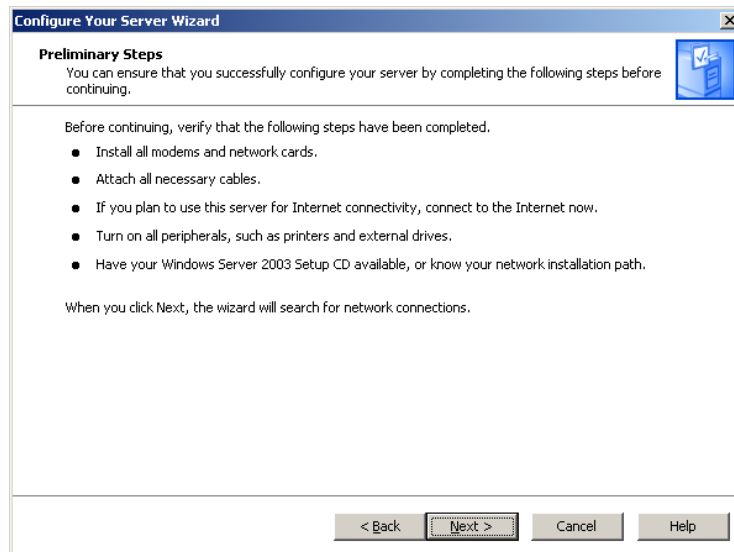 Configure Your Server Wizard
Preliminary Steps
You can ensure that you successfully configure your server by completing the following steps before
continuing.
Before continuing, verify that the following steps have been completed.
● Install all modems and network cards.
● Attach all necessary cables.
● If you plan to use this server for Internet connectivity, connect to the Internet now.
● Turn on all peripherals, such as printers and external drives.
● Have your Windows Server 2003 Setup CD available, or know your network installation path.
When you click Next, the wizard will search for network connections.
< Back Next > Cancel Help